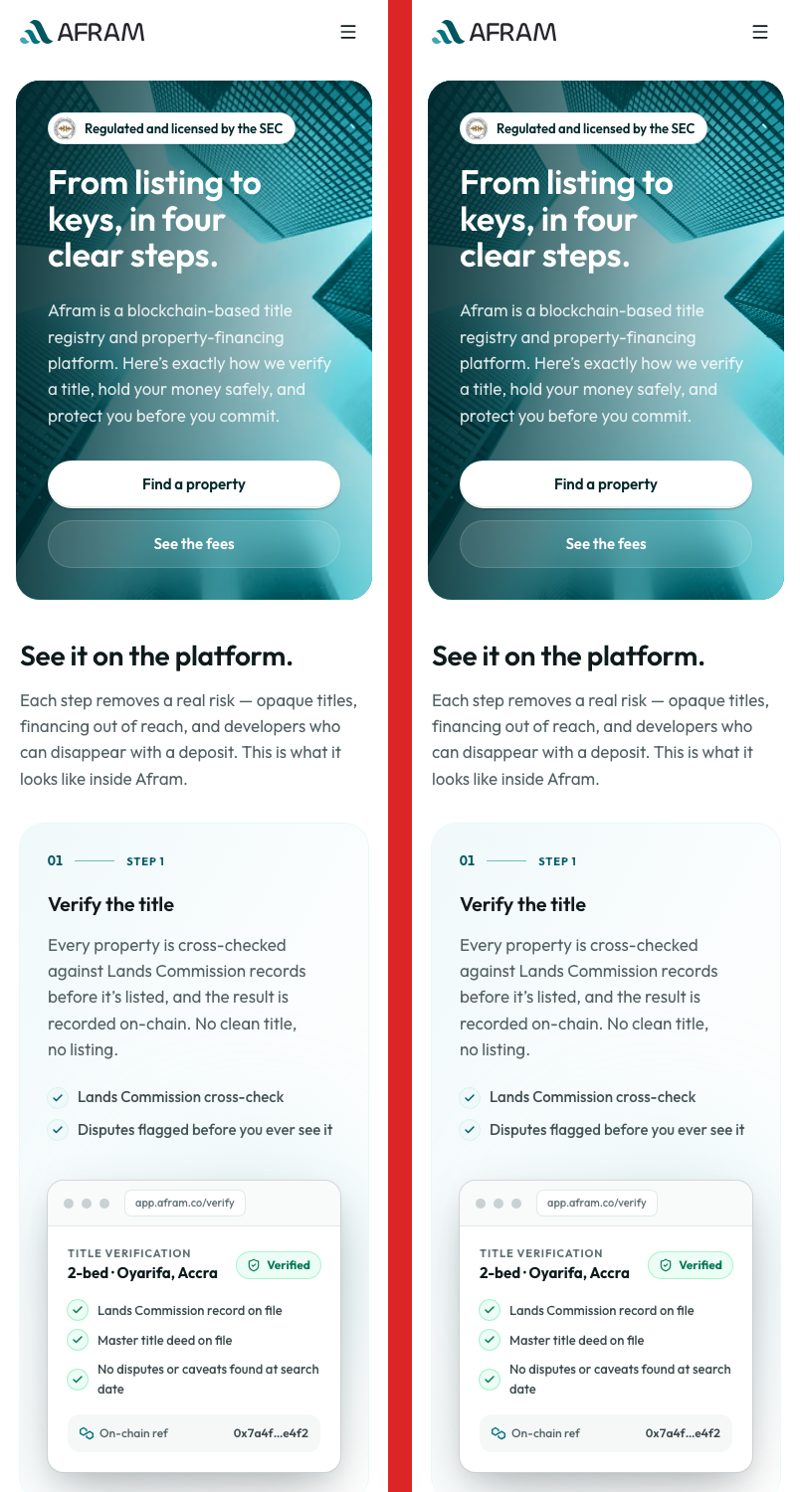 AFRAM
Regulated and licensed by the SEC
From listing to
keys, in four
clear steps.
Afram is a blockchain-based title
registry and property-financing
platform. Here’s exactly how we verify
a title, hold your money safely, and
protect you before you commit.
Find a property
See the fees
See it on the platform.
Each step removes a real risk — opaque titles,
financing out of reach, and developers who
can disappear with a deposit. This is what it
looks like inside Afram.
01 STEP 1
Verify the title
Every property is cross-checked
against Lands Commission records
before it’s listed, and the result is
recorded on-chain. No clean title,
no listing.
Lands Commission cross-check
Disputes flagged before you ever see it
app.afram.co/verify
TITLE VERIFICATION
2-bed · Oyarifa, Accra
Verified
Lands Commission record on file
Master title deed on file
No disputes or caveats found at search
date
On-chain ref 0x7a4f…e4f2
AFRAM
Regulated and licensed by the SEC
From listing to
keys, in four
clear steps.
Afram is a blockchain-based title
registry and property-financing
platform. Here’s exactly how we verify
a title, hold your money safely, and
protect you before you commit.
Find a property
See the fees
See it on the platform.
Each step removes a real risk — opaque titles,
financing out of reach, and developers who
can disappear with a deposit. This is what it
looks like inside Afram.
01 STEP 1
Verify the title
Every property is cross-checked
against Lands Commission records
before it’s listed, and the result is
recorded on-chain. No clean title,
no listing.
Lands Commission cross-check
Disputes flagged before you ever see it
app.afram.co/verify
TITLE VERIFICATION
2-bed · Oyarifa, Accra
Verified
Lands Commission record on file
Master title deed on file
No disputes or caveats found at search
date
On-chain ref 0x7a4f…e4f2